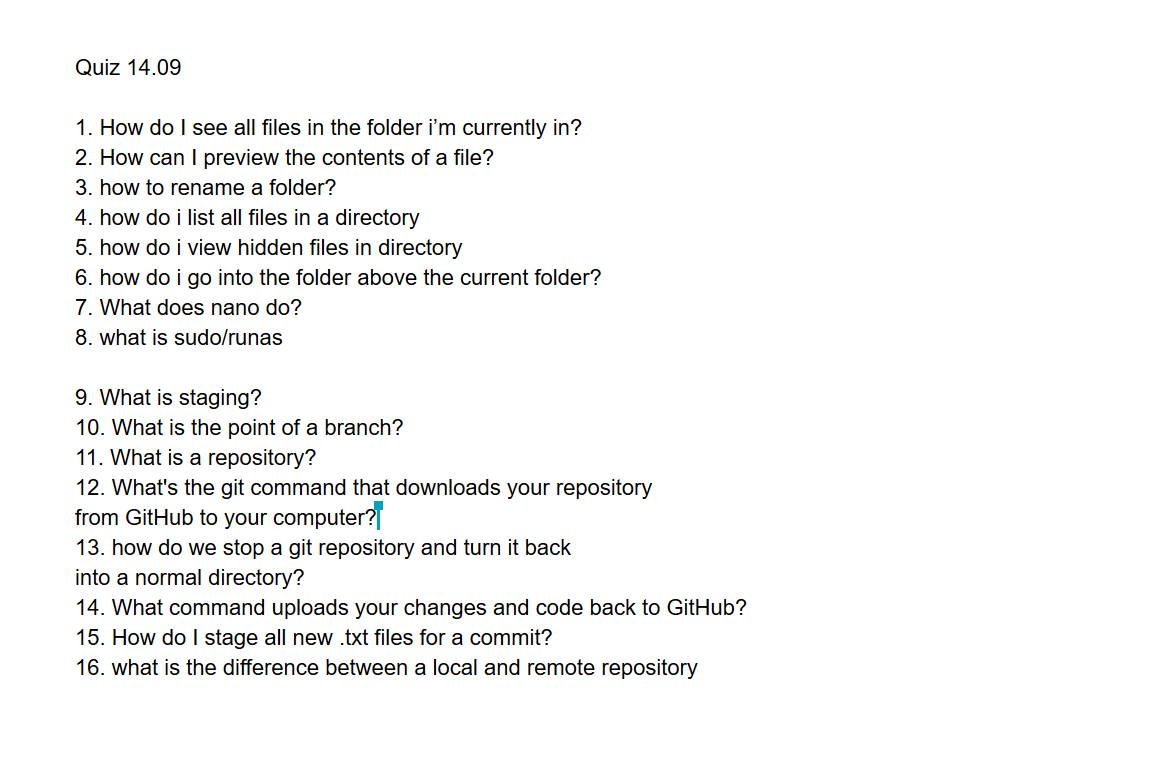 Quiz 14.09
1. How do I see all files in the folder i’m currently in?
2. How can I preview the contents of a file?
3. how to rename a folder?
4. how do i list all files in a directory
5. how do i view hidden files in directory
6. how do i go into the folder above the current folder?
7. What does nano do?
8. what is sudo/runas
9. What is staging?
10. What is the point of a branch?
11. What is a repository?
12. What's the git command that downloads your repository
from GitHub to your computer?
13. how do we stop a git repository and turn it back
into a normal directory?
14. What command uploads your changes and code back to GitHub?
15. How do I stage all new .txt files for a commit?
16. what is the difference between a local and remote repository